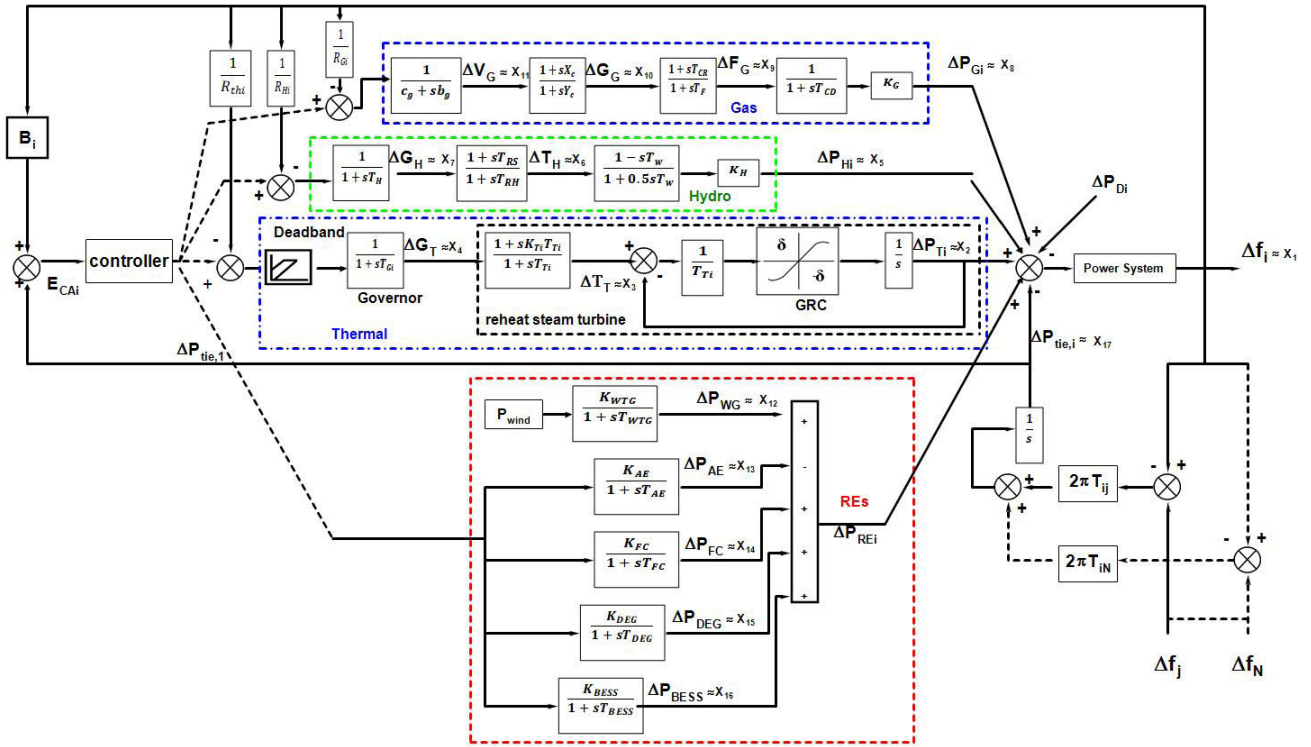 1/R_thi
1/R_Hi
1/R_Gi
B_i
+
+
E_CAi
controller
ΔP_tie,1
-
+
1/(c_g + sb_g)
ΔV_G ≈ x_11
(1 + sX_c)/(1 + sY_c)
ΔG_G ≈ x_10
(1 + sT_CR)/(1 + sT_F)
ΔF_G ≈ x_9
1/(1 + sT_CD)
K_G
ΔP_Gi ≈ x_8
Gas
-
+
1/(1 + sT_H)
ΔG_H ≈ x_7
(1 + sT_RS)/(1 + sT_RH)
ΔT_H ≈ x_6
(1 - sT_w)/(1 + 0.5sT_w)
K_H
ΔP_Hi ≈ x_5
Hydro
-
+
Deadband
1/(1 + sT_Gi)
Governor
ΔG_T ≈ x_4
(1 + sK_Ti T_Ti)/(1 + sT_Ti)
ΔT_T ≈ x_3
+
-
1/T_Ti
δ
-δ
GRC
1/s
ΔP_Ti ≈ x_2
reheat steam turbine
Thermal
ΔP_Di
+
+
+
-
-
Power System
Δf_i ≈ x_1
ΔP_tie,i ≈ x_17
P_wind
K_WTG/(1 + sT_WTG)
ΔP_WG ≈ x_12
+
K_AE/(1 + sT_AE)
ΔP_AE ≈ x_13
-
K_FC/(1 + sT_FC)
ΔP_FC ≈ x_14
+
K_DEG/(1 + sT_DEG)
ΔP_DEG ≈ x_15
+
K_BESS/(1 + sT_BESS)
ΔP_BESS ≈ x_16
+
REs
ΔP_REi
1/s
+
+
2π T_ij
-
+
2π T_iN
-
+
Δf_j
Δf_N